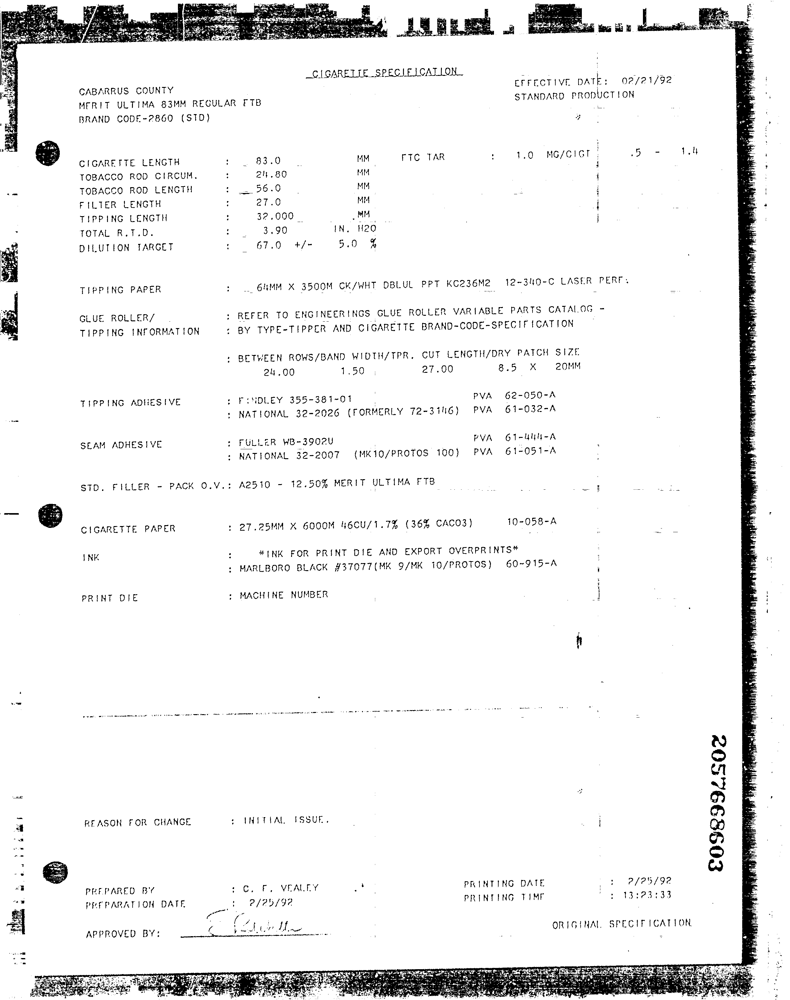 CIGARETTE SPECIFICATION
EFFECTIVE DATE: 02/21/92
CABARRUS COUNTY
STANDARD PRODUCTION
MERIT ULTIMA 83MM REGULAR FTB
BRAND CODE-2860 (STD)
CIGARETTE LENGTH : 83.0 MM FTC TAR : 1.0 MG/CIGT .5 - 1.4
TOBACCO ROD CIRCUM. : 24.80 MM
TOBACCO ROD LENGTH : 56.0 MM
FILTER LENGTH : 27.0 MM
TIPPING LENGTH : 32.000 MM
TOTAL R.T.D. : 3.90 IN. H2O
DILUTION TARGET : 67.0 +/- 5.0 %
TIPPING PAPER : 64MM X 3500M CK/WHT DBLUL PPT KC236M2 12-340-C LASER PERF.
GLUE ROLLER/ : REFER TO ENGINEERINGS GLUE ROLLER VARIABLE PARTS CATALOG -
TIPPING INFORMATION : BY TYPE-TIPPER AND CIGARETTE BRAND-CODE-SPECIFICATION
: BETWEEN ROWS/BAND WIDTH/TPR. CUT LENGTH/DRY PATCH SIZE
24.00 1.50 27.00 8.5 X 20MM
TIPPING ADHESIVE : FINDLEY 355-381-01 PVA 62-050-A
: NATIONAL 32-2026 (FORMERLY 72-3146) PVA 61-032-A
SEAM ADHESIVE : FULLER WB-3902U PVA 61-444-A
: NATIONAL 32-2007 (MK10/PROTOS 100) PVA 61-051-A
STD. FILLER - PACK O.V.: A2510 - 12.50% MERIT ULTIMA FTB
CIGARETTE PAPER : 27.25MM X 6000M 46CU/1.7% (36% CACO3) 10-058-A
INK : *INK FOR PRINT DIE AND EXPORT OVERPRINTS*
: MARLBORO BLACK #37077(MK 9/MK 10/PROTOS) 60-915-A
PRINT DIE : MACHINE NUMBER
2057668603
REASON FOR CHANGE : INITIAL ISSUE.
PREPARED BY : C. F. VEALEY PRINTING DATE : 2/25/92
PREPARATION DATE : 2/25/92 PRINTING TIME : 13:23:33
APPROVED BY:
ORIGINAL SPECIFICATION